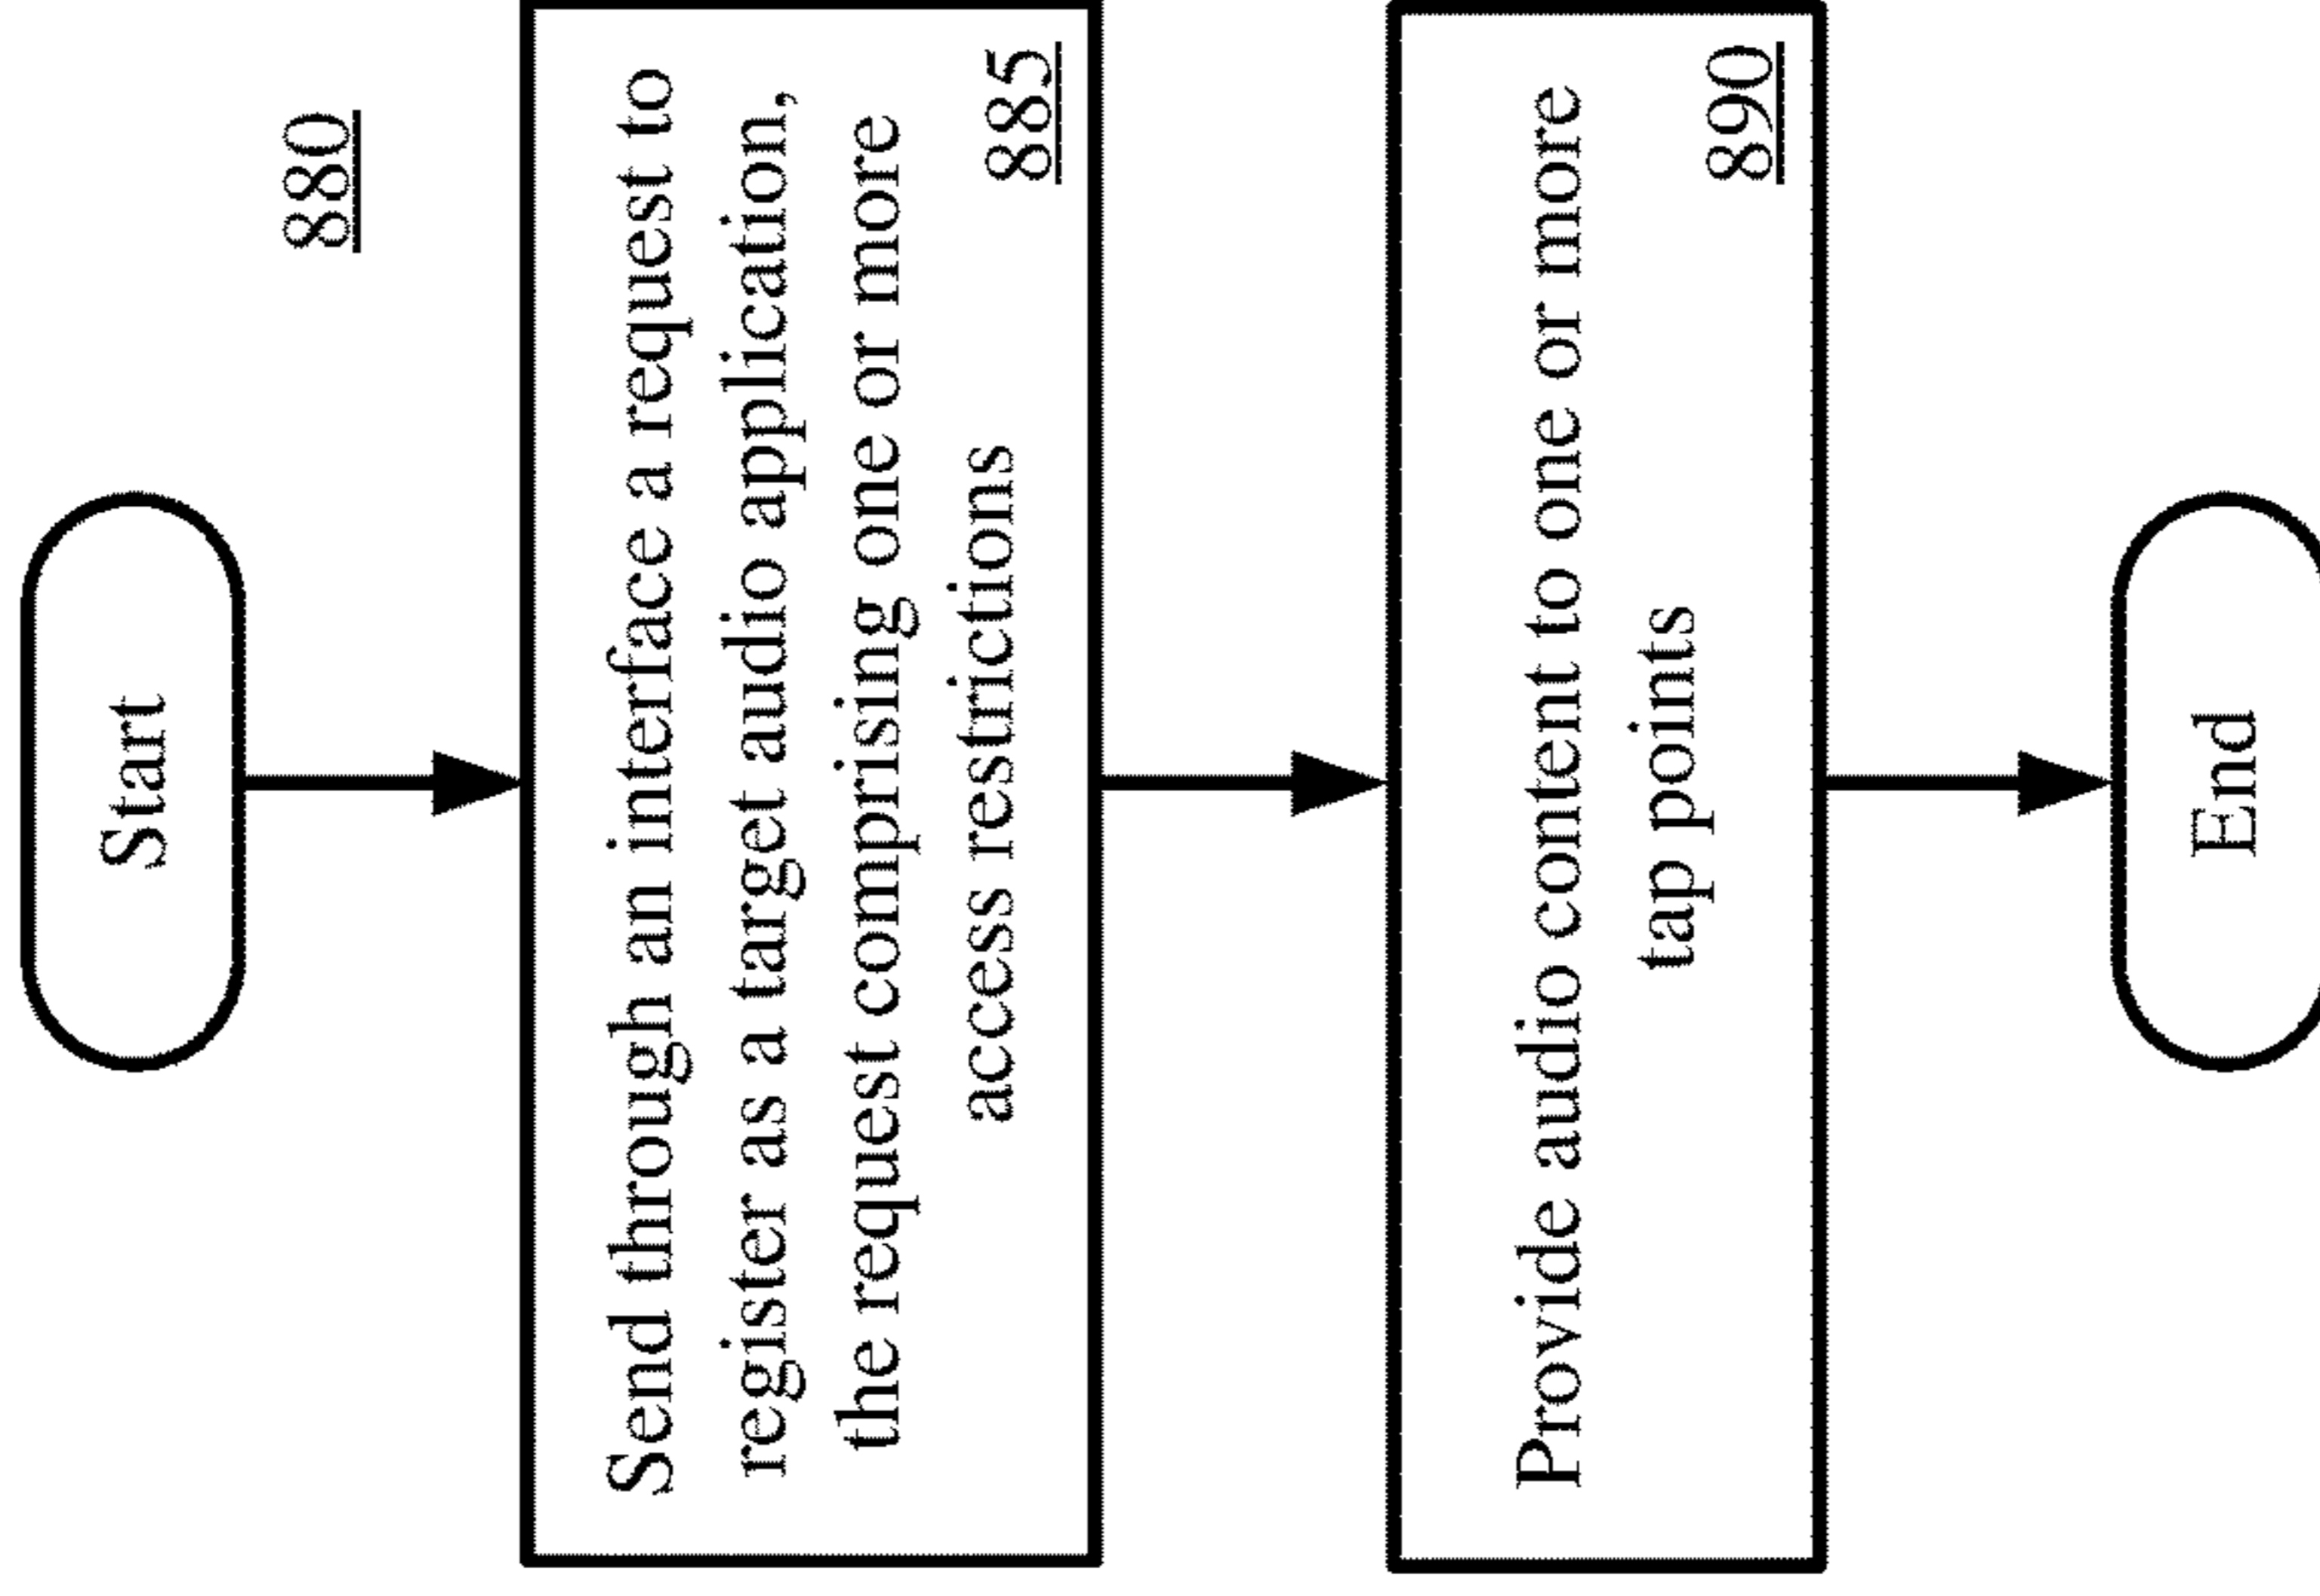 Start
880
Send through an interface a request to
register as a target audio application,
the request comprising one or more
access restrictions
885
Provide audio content to one or more
tap points
890
End